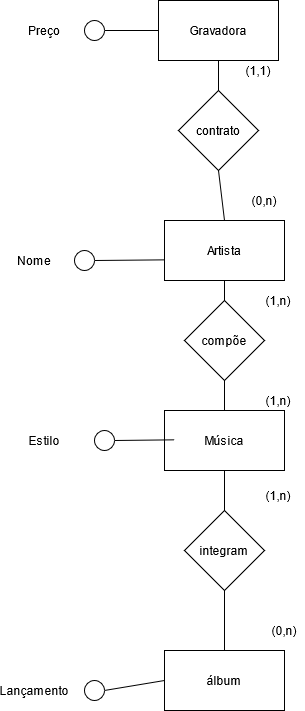 Preço
Gravadora
(1,1)
contrato
(0,n)
Nome
Artista
(1,n)
compõe
(1,n)
Estilo
Música
(1,n)
integram
(0,n)
Lançamento
álbum